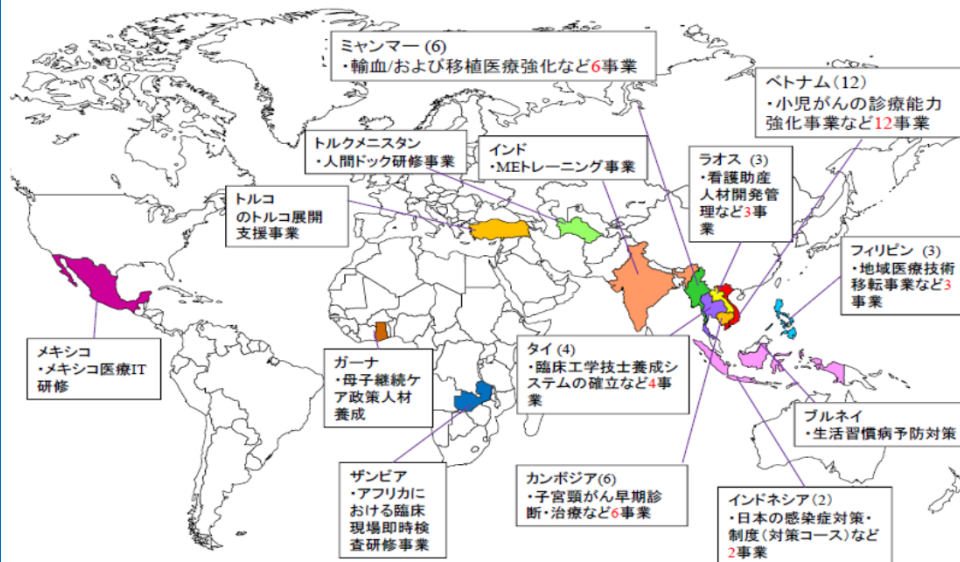 ミャンマー (6)
・輸血/および移植医療強化など6事業
ベトナム(12)
・小児がんの診療能力
強化事業など12事業
トルクメニスタン
・人間ドック研修事業
インド
・MEトレーニング事業
ラオス (3)
・看護助産
人材開発管
理など3事
業
トルコ
のトルコ展開
支援事業
フィリピン (3)
・地域医療技術
移転事業など3
事業
メキシコ
・メキシコ医療IT
研修
ガーナ
・母子継続ケ
ア政策人材
養成
タイ (4)
・臨床工学技士養成シ
ステムの確立など4事
業
ブルネイ
・生活習慣病予防対策
ザンビア
・アフリカに
おける臨床
現場即時検
査研修事業
カンボジア(6)
・子宮頸がん早期診
断・治療など6事業
インドネシア(2)
・日本の感染症対策・
制度(対策コース)など
2事業